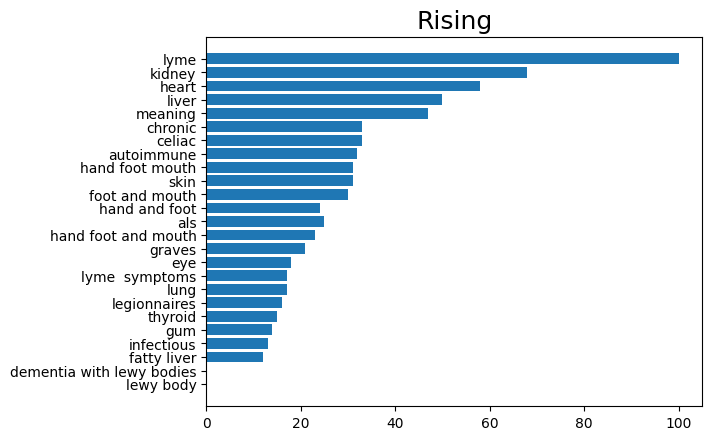 Rising
lyme
kidney
heart
liver
meaning
chronic
celiac
autoimmune
hand foot mouth
skin
foot and mouth
hand and foot
als
hand foot and mouth
graves
eye
lyme  symptoms
lung
legionnaires
thyroid
gum
infectious
fatty liver
dementia with lewy bodies
lewy body
0 20 40 60 80 100